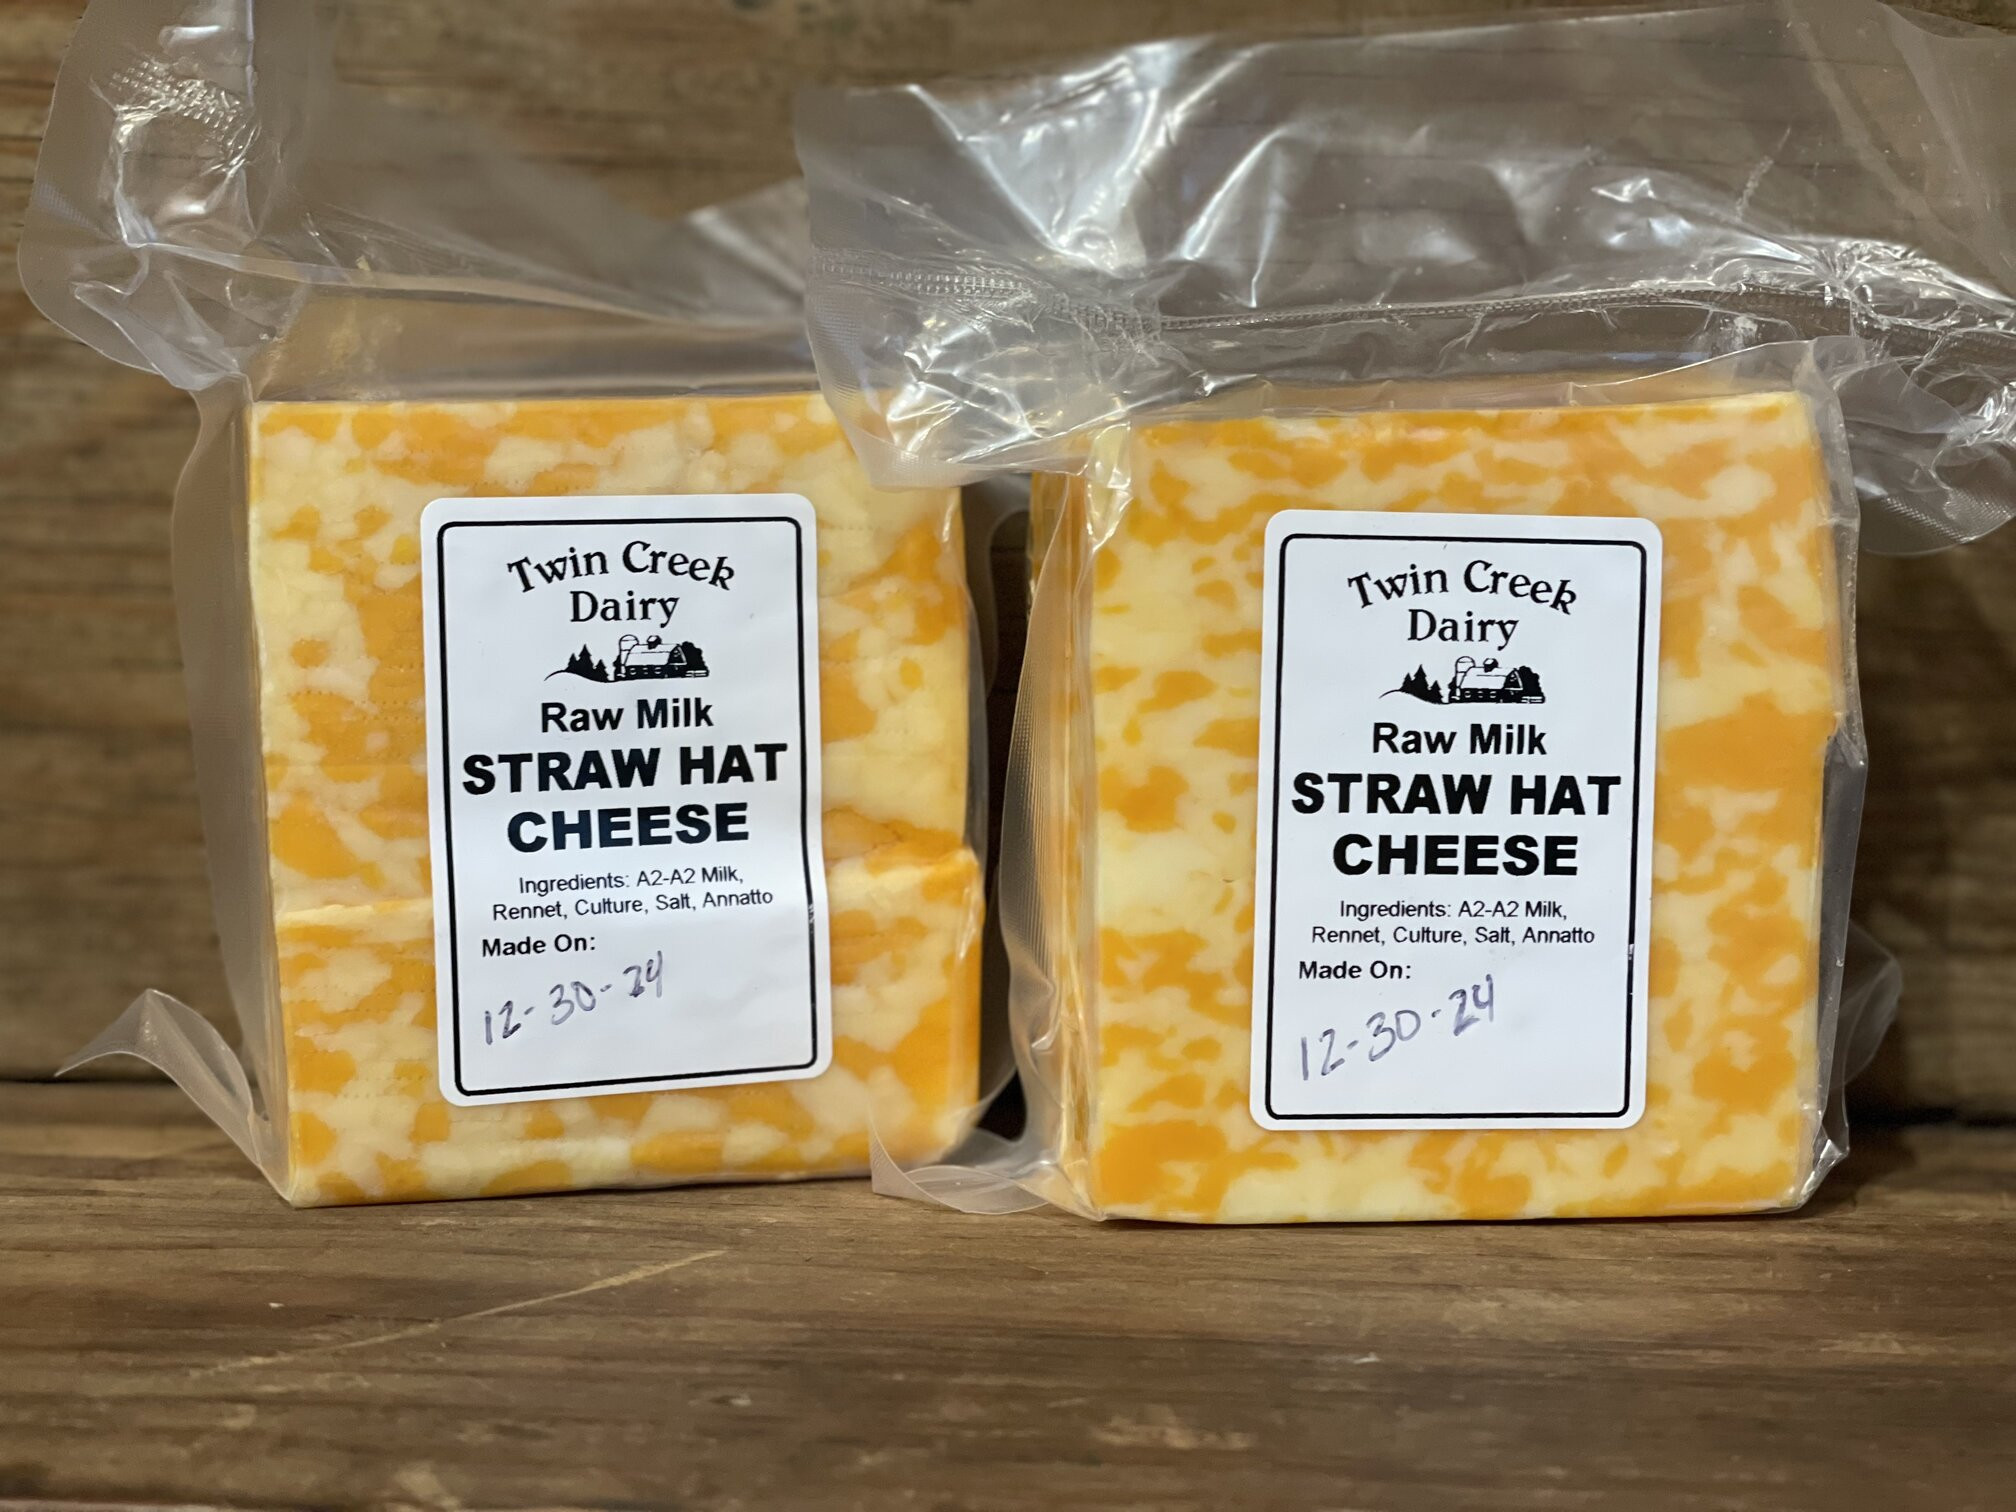 Twin Creek
Dairy
Raw Milk
STRAW HAT
CHEESE
Ingredients: A2-A2 Milk,
Rennet, Culture, Salt, Annatto
Made On:
12-30-24
Twin Creek
Dairy
Raw Milk
STRAW HAT
CHEESE
Ingredients: A2-A2 Milk,
Rennet, Culture, Salt, Annatto
Made On:
12-30-24